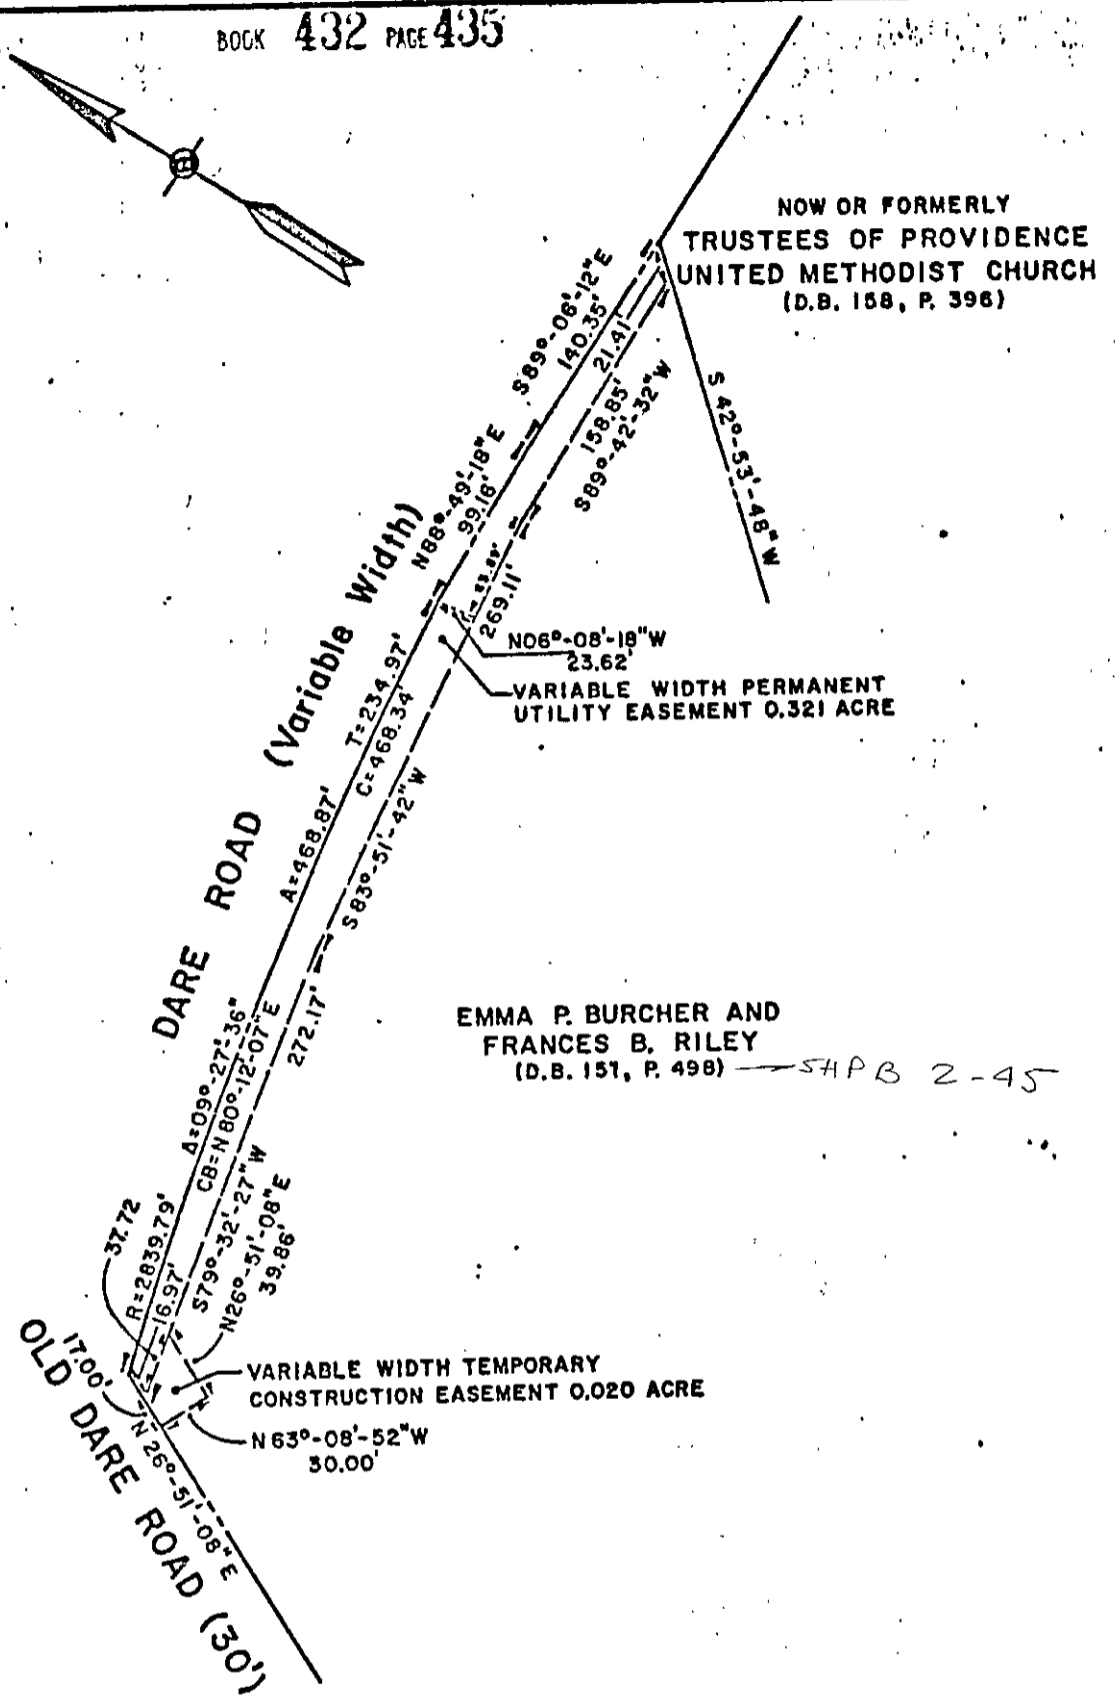 BOOK 432 PAGE 435
NOW OR FORMERLY
TRUSTEES OF PROVIDENCE
UNITED METHODIST CHURCH
(D.B. 158, P. 396)
S89°-06'-12"E
140.35'
21.41'
158.85'
S89°-42'-32"W
S 42°-53'-48"W
N88°-49'-18"E
99.16'
269.11'
N06°-08'-18"W
23.62'
VARIABLE WIDTH PERMANENT
UTILITY EASEMENT 0.321 ACRE
DARE ROAD (Variable Width)
T=234.97'
C=468.34'
A=468.87'
S83°-51'-42"W
272.17'
EMMA P. BURCHER AND
FRANCES B. RILEY
(D.B. 151, P. 498) — SHPB 2-45
Δ=09°-27'-36"
CB=N80°-12'-07"E
S79°-32'-27"W
N26°-51'-08"E
39.86'
37.72
R=2839.79'
16.97'
17.00'
VARIABLE WIDTH TEMPORARY
CONSTRUCTION EASEMENT 0.020 ACRE
N 63°-08'-52"W
30.00'
N 26°-51'-08"E
OLD DARE ROAD (30')